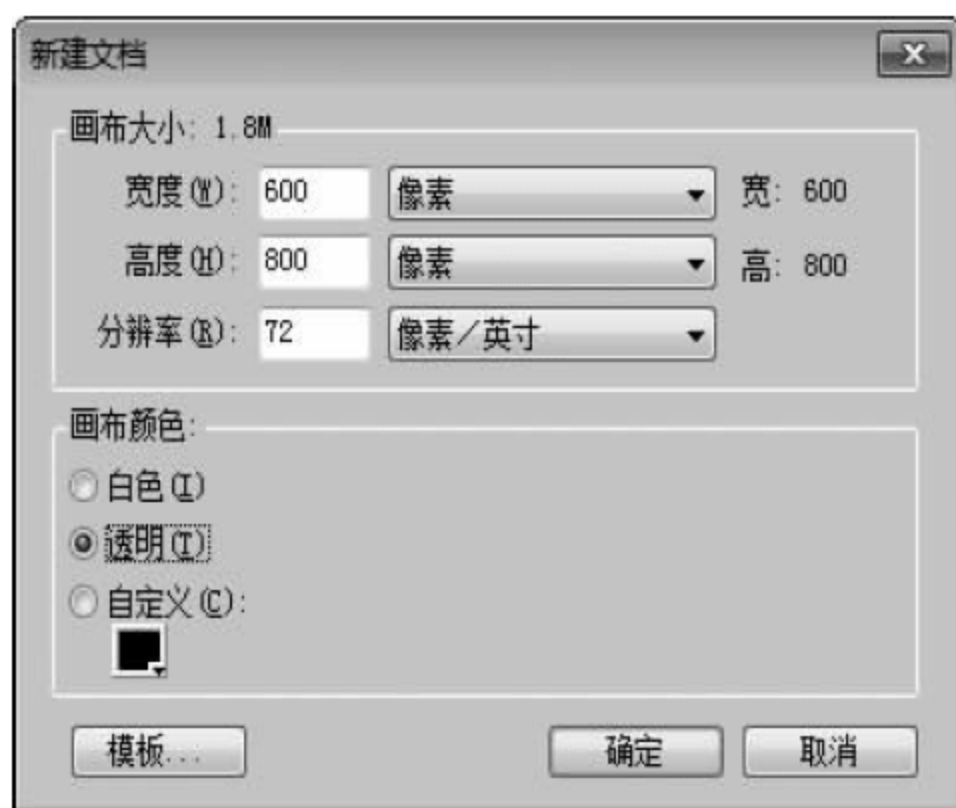 新建文档
画布大小: 1.8M
宽度(W): 600 像素 宽: 600
高度(H): 800 像素 高: 800
分辨率(R): 72 像素/英寸
画布颜色:
白色(I)
透明(T)
自定义(C):
模板... 确定 取消